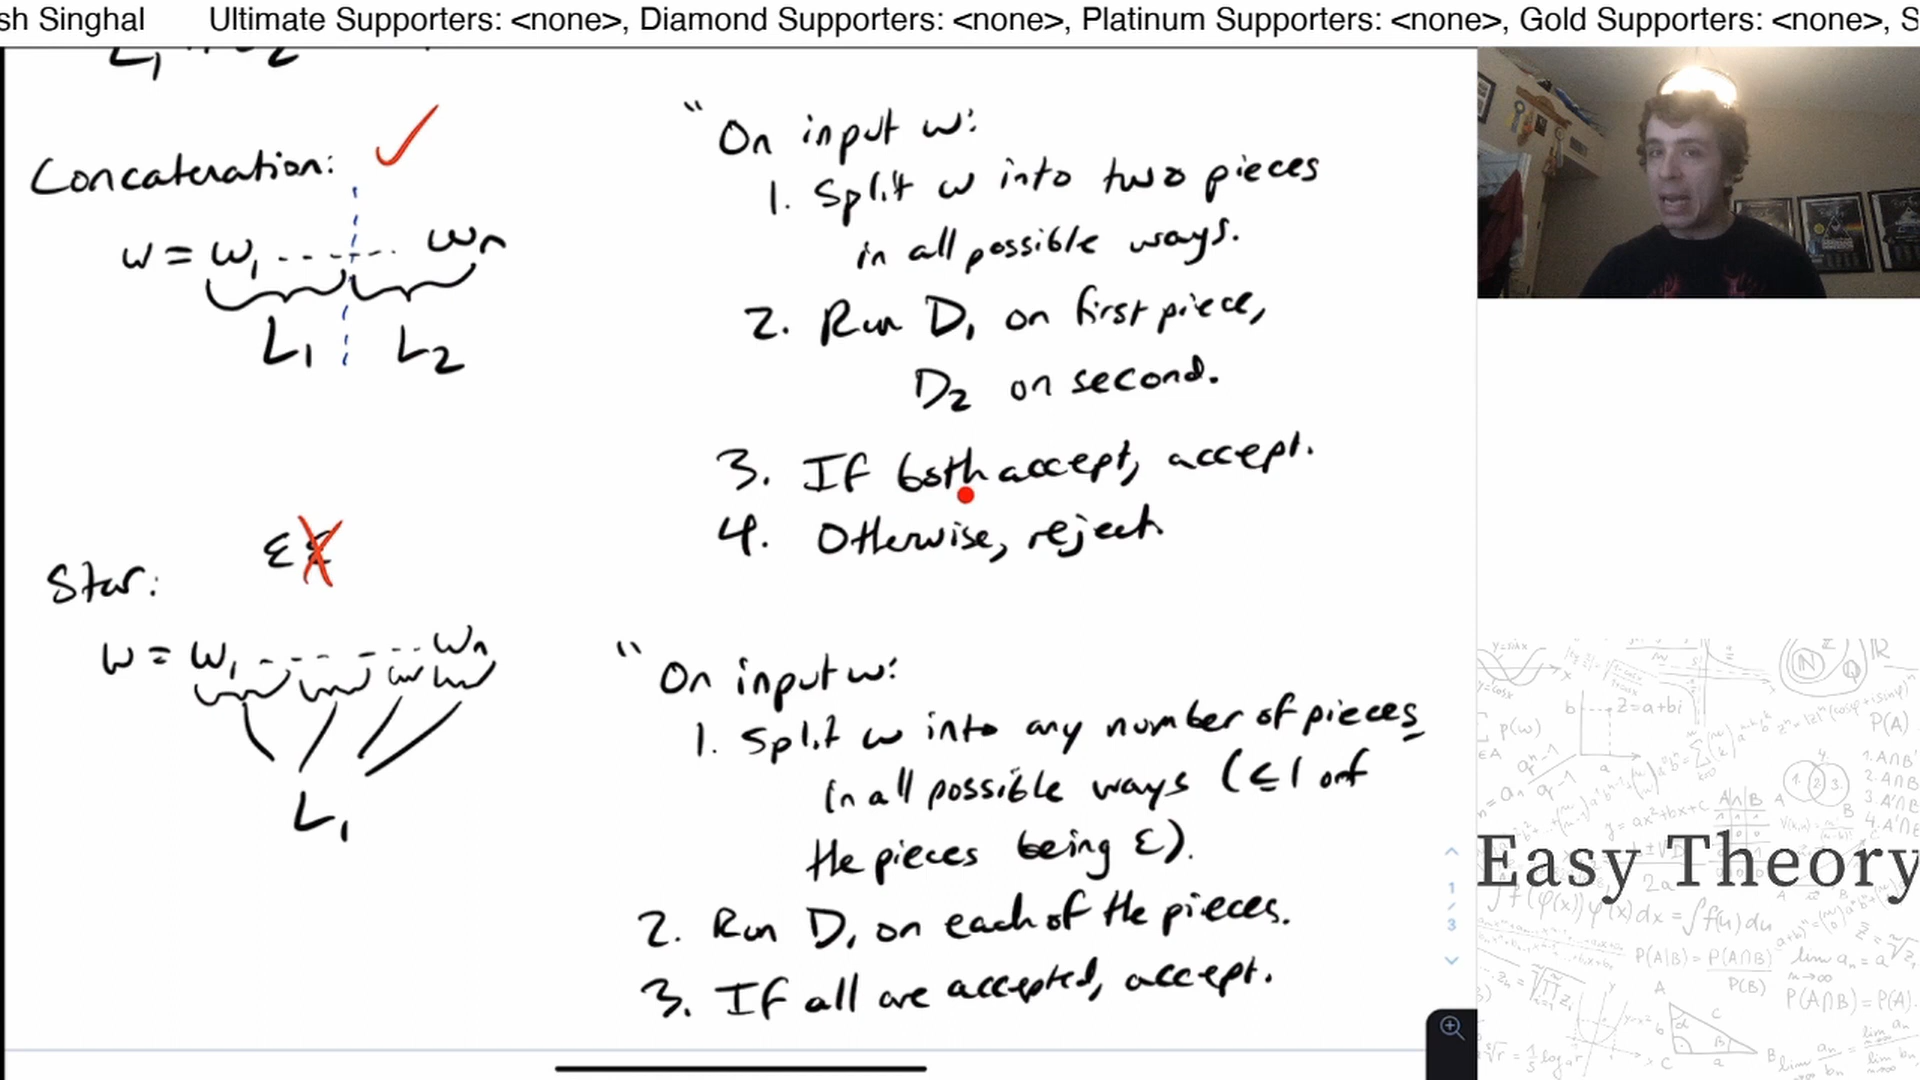 sh Singhal Ultimate Supporters: <none>, Diamond Supporters: <none>, Platinum Supporters: <none>, Gold Supporters: <none>, S
Concatenation: ✓
w = w₁ ---- wₙ
L₁ L₂
" On input w:
1. Split w into two pieces
in all possible ways.
2. Run D₁ on first piece,
D₂ on second.
3. If both accept, accept.
4. Otherwise, reject.
Star:
ε ε
w = w₁ ---- wₙ
L₁
" On input w:
1. Split w into any number of pieces
in all possible ways (≤ 1 of
the pieces being ε).
2. Run D₁ on each of the pieces.
3. If all are accepted, accept.
1
/
3
Easy Theory